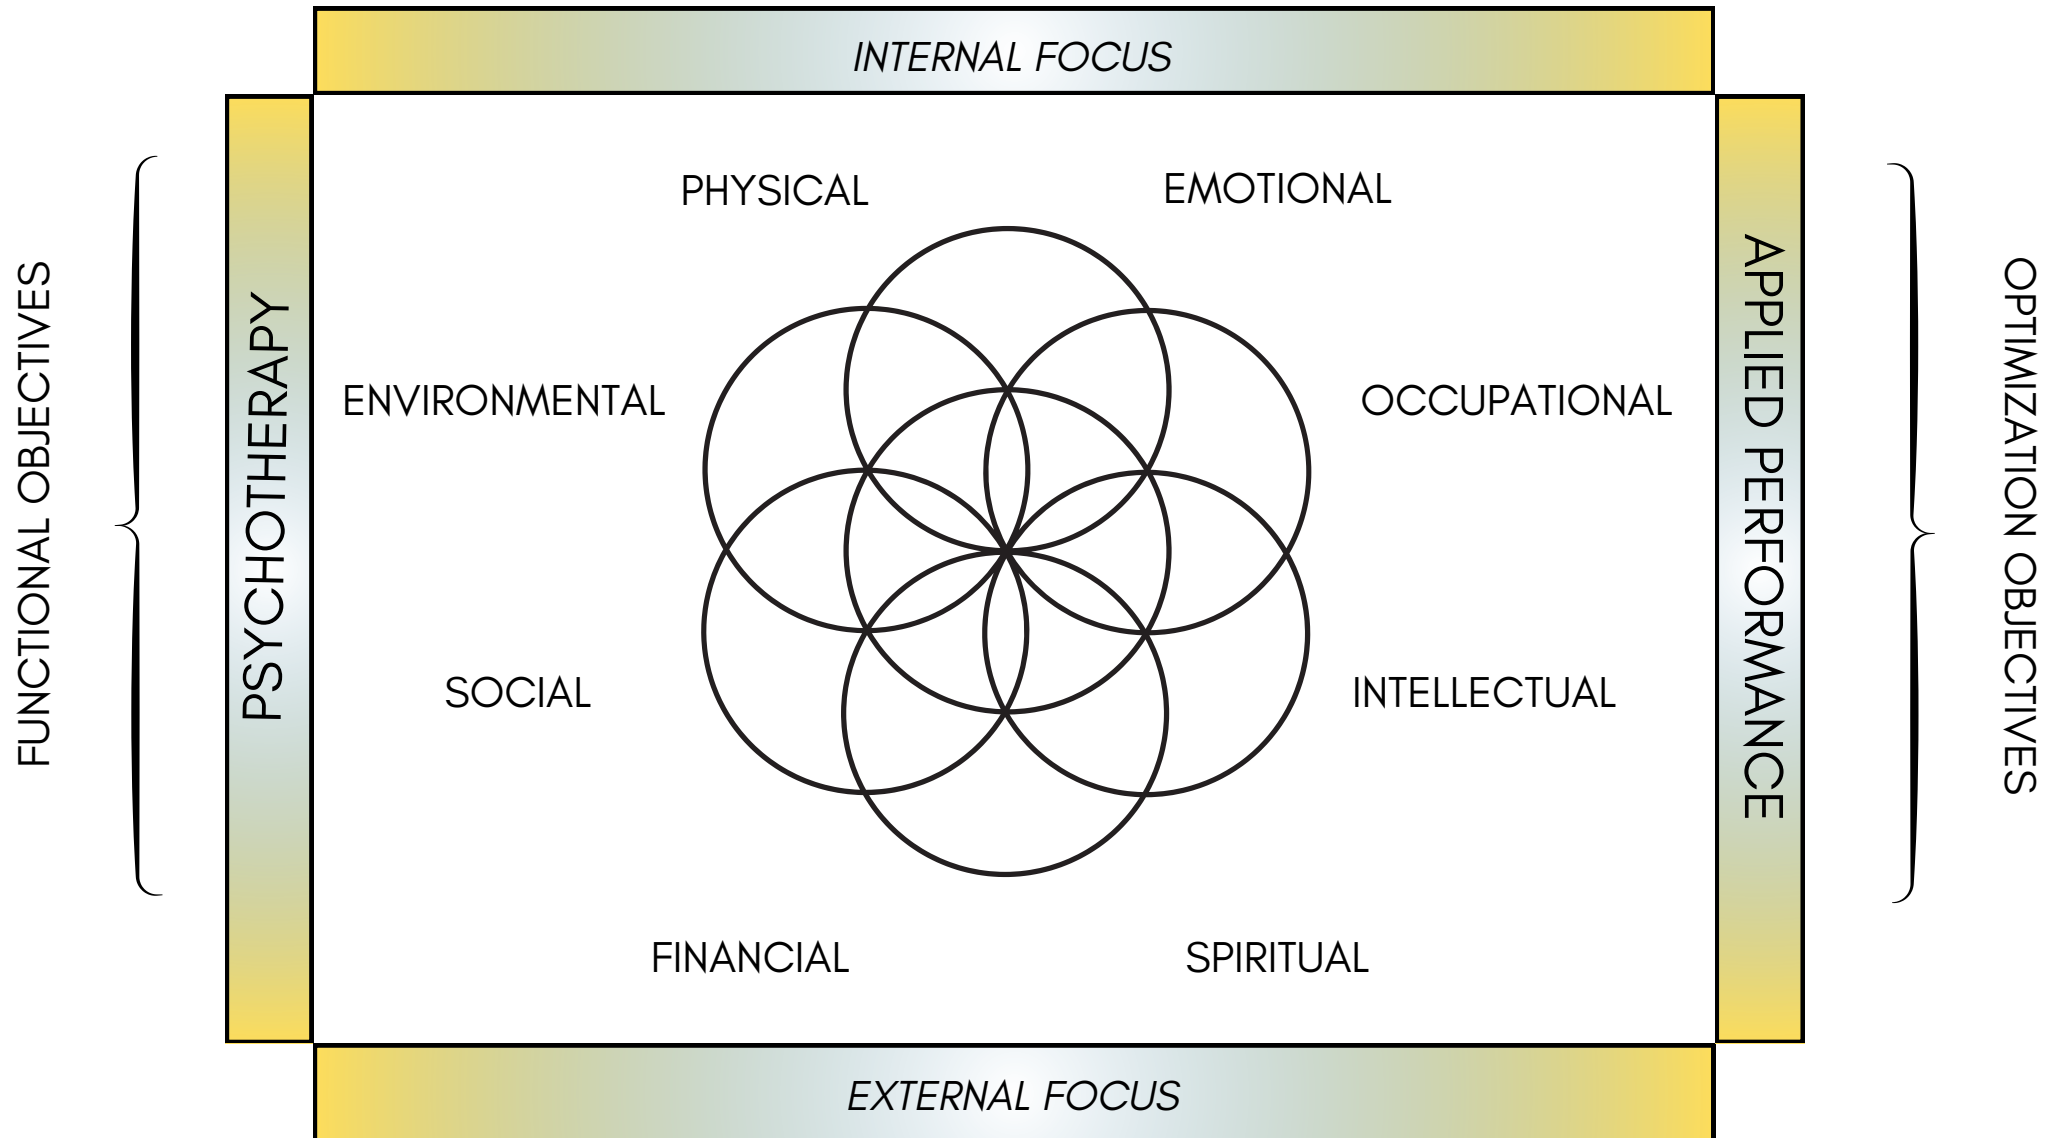 INTERNAL FOCUS
PHYSICAL
EMOTIONAL
ENVIRONMENTAL
OCCUPATIONAL
SOCIAL
INTELLECTUAL
FINANCIAL
SPIRITUAL
EXTERNAL FOCUS
FUNCTIONAL OBJECTIVES
PSYCHOTHERAPY
APPLIED PERFORMANCE
OPTIMIZATION OBJECTIVES